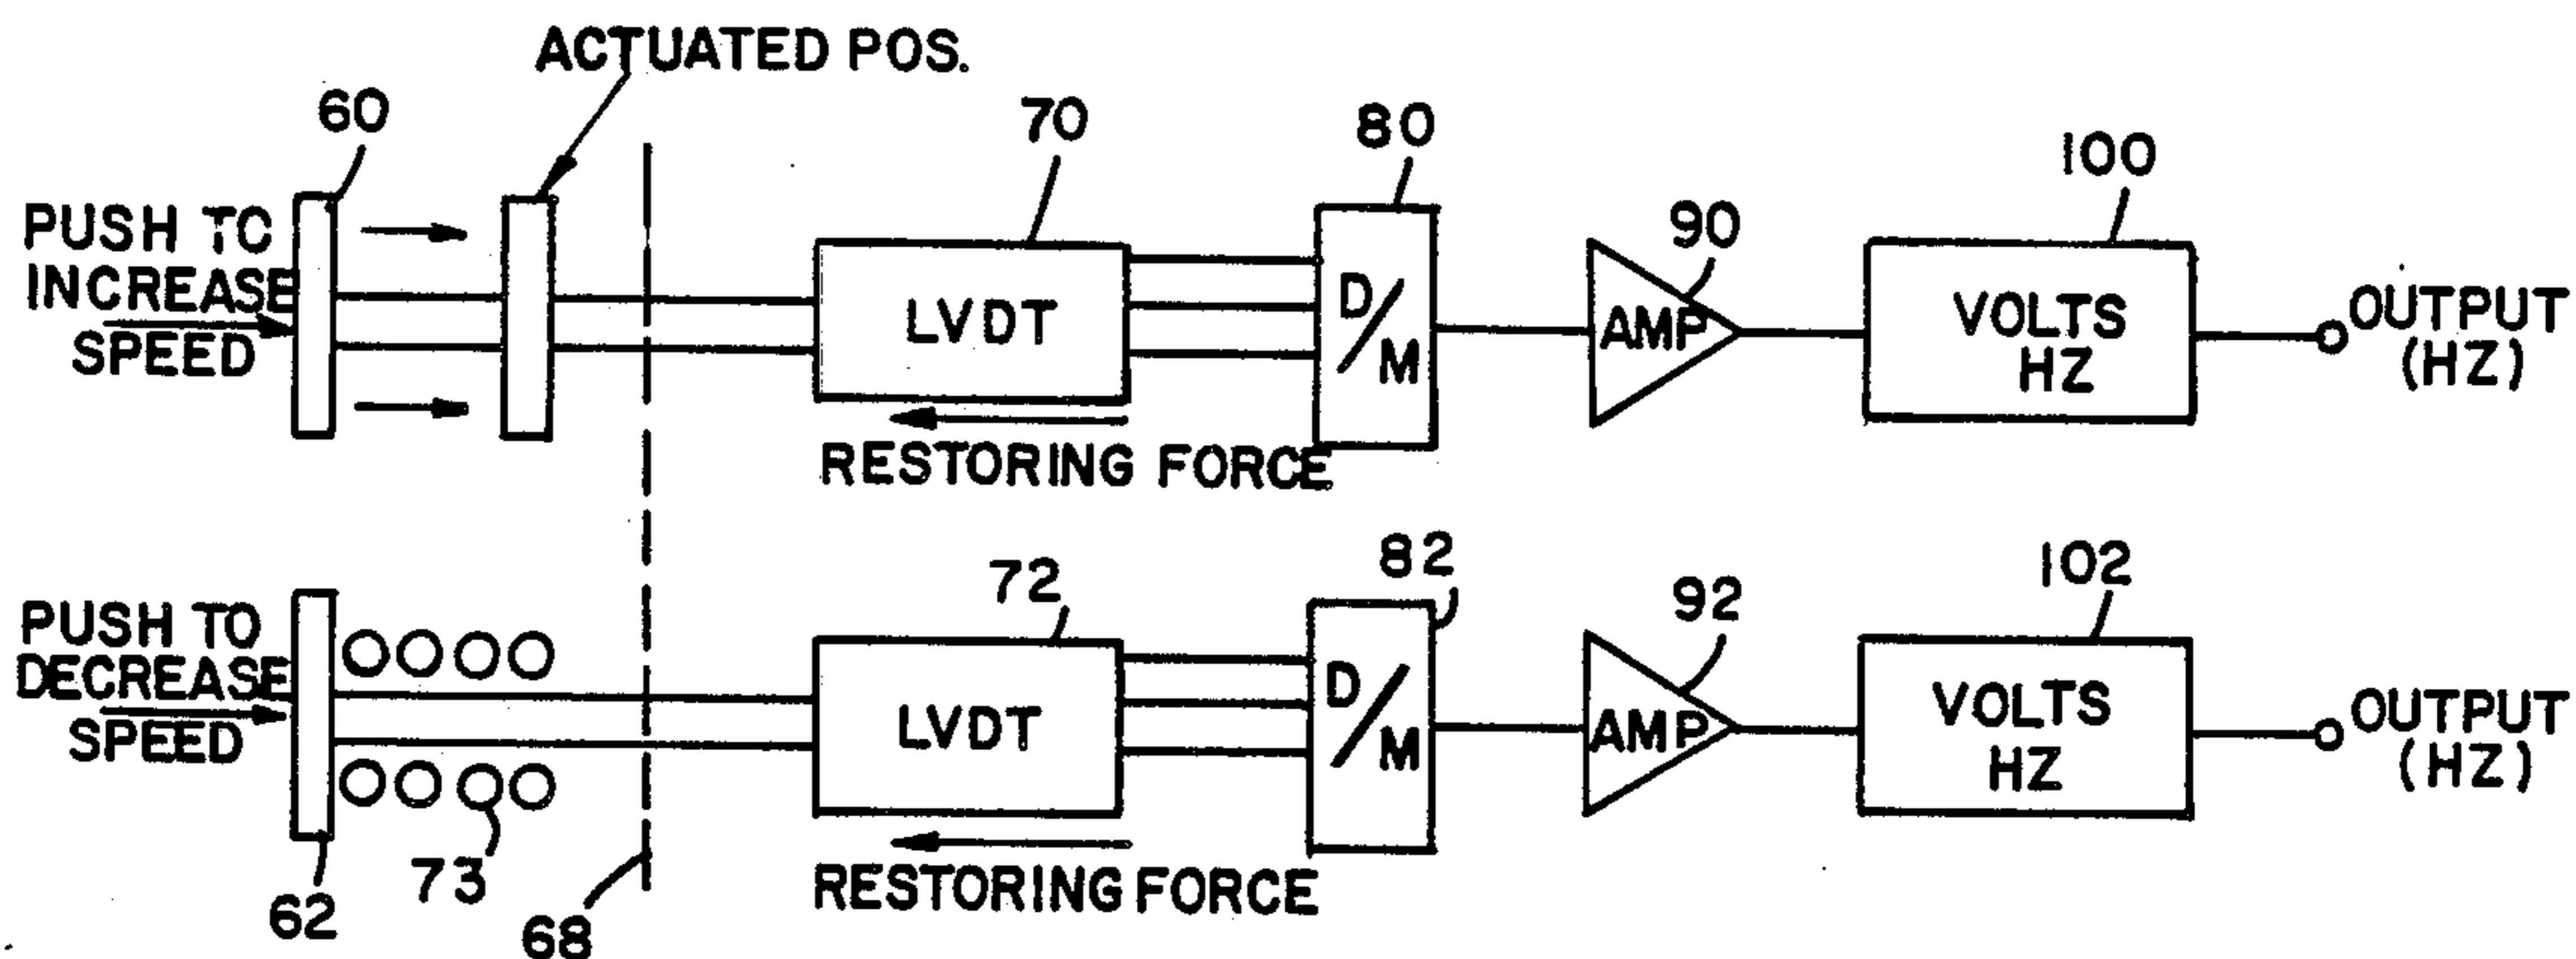 ACTUATED POS.
60
70
80
90
100
PUSH TO
INCREASE
SPEED
LVDT
D/M
AMP
VOLTS
HZ
OUTPUT
(HZ)
RESTORING FORCE
72
82
92
102
PUSH TO
DECREASE
SPEED
LVDT
D/M
AMP
VOLTS
HZ
OUTPUT
(HZ)
RESTORING FORCE
62
73
68